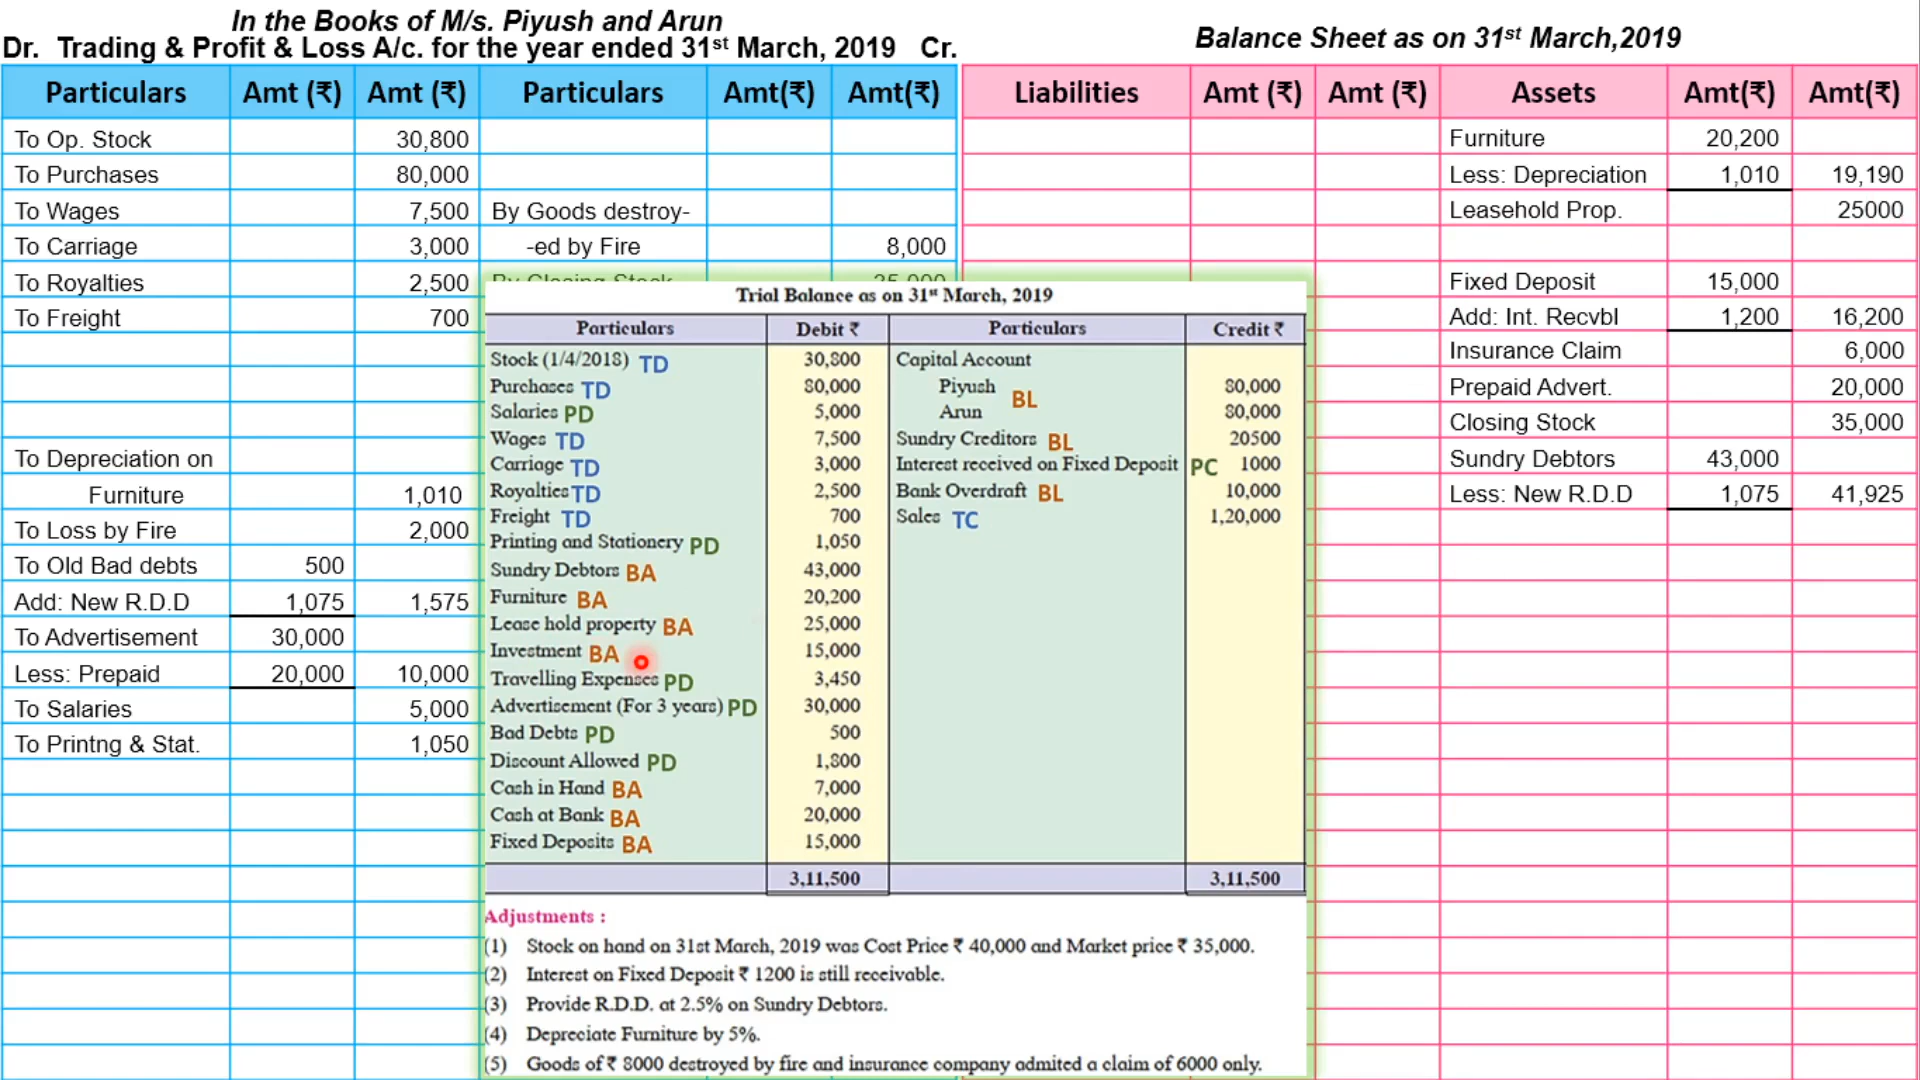 In the Books of M/s. Piyush and Arun
Dr. Trading & Profit & Loss A/c. for the year ended 31st March, 2019 Cr.
Particulars Amt (₹) Amt (₹) Particulars Amt(₹) Amt(₹)
To Op. Stock 30,800
To Purchases 80,000
To Wages 7,500 By Goods destroy-
To Carriage 3,000 -ed by Fire 8,000
To Royalties 2,500 By Closing Stock 35,000
To Freight 700
To Depreciation on
Furniture 1,010
To Loss by Fire 2,000
To Old Bad debts 500
Add: New R.D.D 1,075 1,575
To Advertisement 30,000
Less: Prepaid 20,000 10,000
To Salaries 5,000
To Printng & Stat. 1,050
Trial Balance as on 31st March, 2019
Particulars Debit ₹ Particulars Credit ₹
Stock (1/4/2018) TD 30,800 Capital Account
Purchases TD 80,000 Piyush BL 80,000
Salaries PD 5,000 Arun 80,000
Wages TD 7,500 Sundry Creditors BL 20500
Carriage TD 3,000 Interest received on Fixed Deposit PC 1000
Royalties TD 2,500 Bank Overdraft BL 10,000
Freight TD 700 Sales TC 1,20,000
Printing and Stationery PD 1,050
Sundry Debtors BA 43,000
Furniture BA 20,200
Lease hold property BA 25,000
Investment BA 15,000
Travelling Expenses PD 3,450
Advertisement (For 3 years) PD 30,000
Bad Debts PD 500
Discount Allowed PD 1,800
Cash in Hand BA 7,000
Cash at Bank BA 20,000
Fixed Deposits BA 15,000
3,11,500 3,11,500
Adjustments :
(1) Stock on hand on 31st March, 2019 was Cost Price ₹ 40,000 and Market price ₹ 35,000.
(2) Interest on Fixed Deposit ₹ 1200 is still receivable.
(3) Provide R.D.D. at 2.5% on Sundry Debtors.
(4) Depreciate Furniture by 5%.
(5) Goods of ₹ 8000 destroyed by fire and insurance company admitted a claim of 6000 only.
Balance Sheet as on 31st March,2019
Liabilities Amt (₹) Amt (₹) Assets Amt(₹) Amt(₹)
Furniture 20,200
Less: Depreciation 1,010 19,190
Leasehold Prop. 25000
Fixed Deposit 15,000
Add: Int. Recvbl 1,200 16,200
Insurance Claim 6,000
Prepaid Advert. 20,000
Closing Stock 35,000
Sundry Debtors 43,000
Less: New R.D.D 1,075 41,925